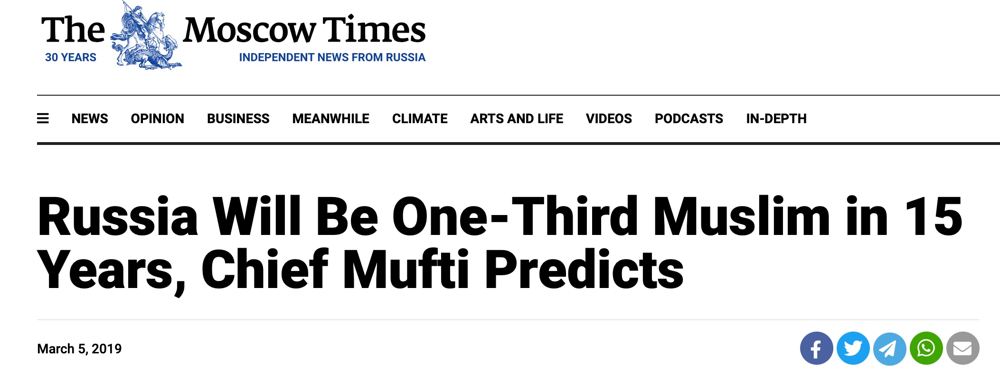 The Moscow Times
30 YEARS INDEPENDENT NEWS FROM RUSSIA
NEWS OPINION BUSINESS MEANWHILE CLIMATE ARTS AND LIFE VIDEOS PODCASTS IN-DEPTH
Russia Will Be One-Third Muslim in 15
Years, Chief Mufti Predicts
March 5, 2019